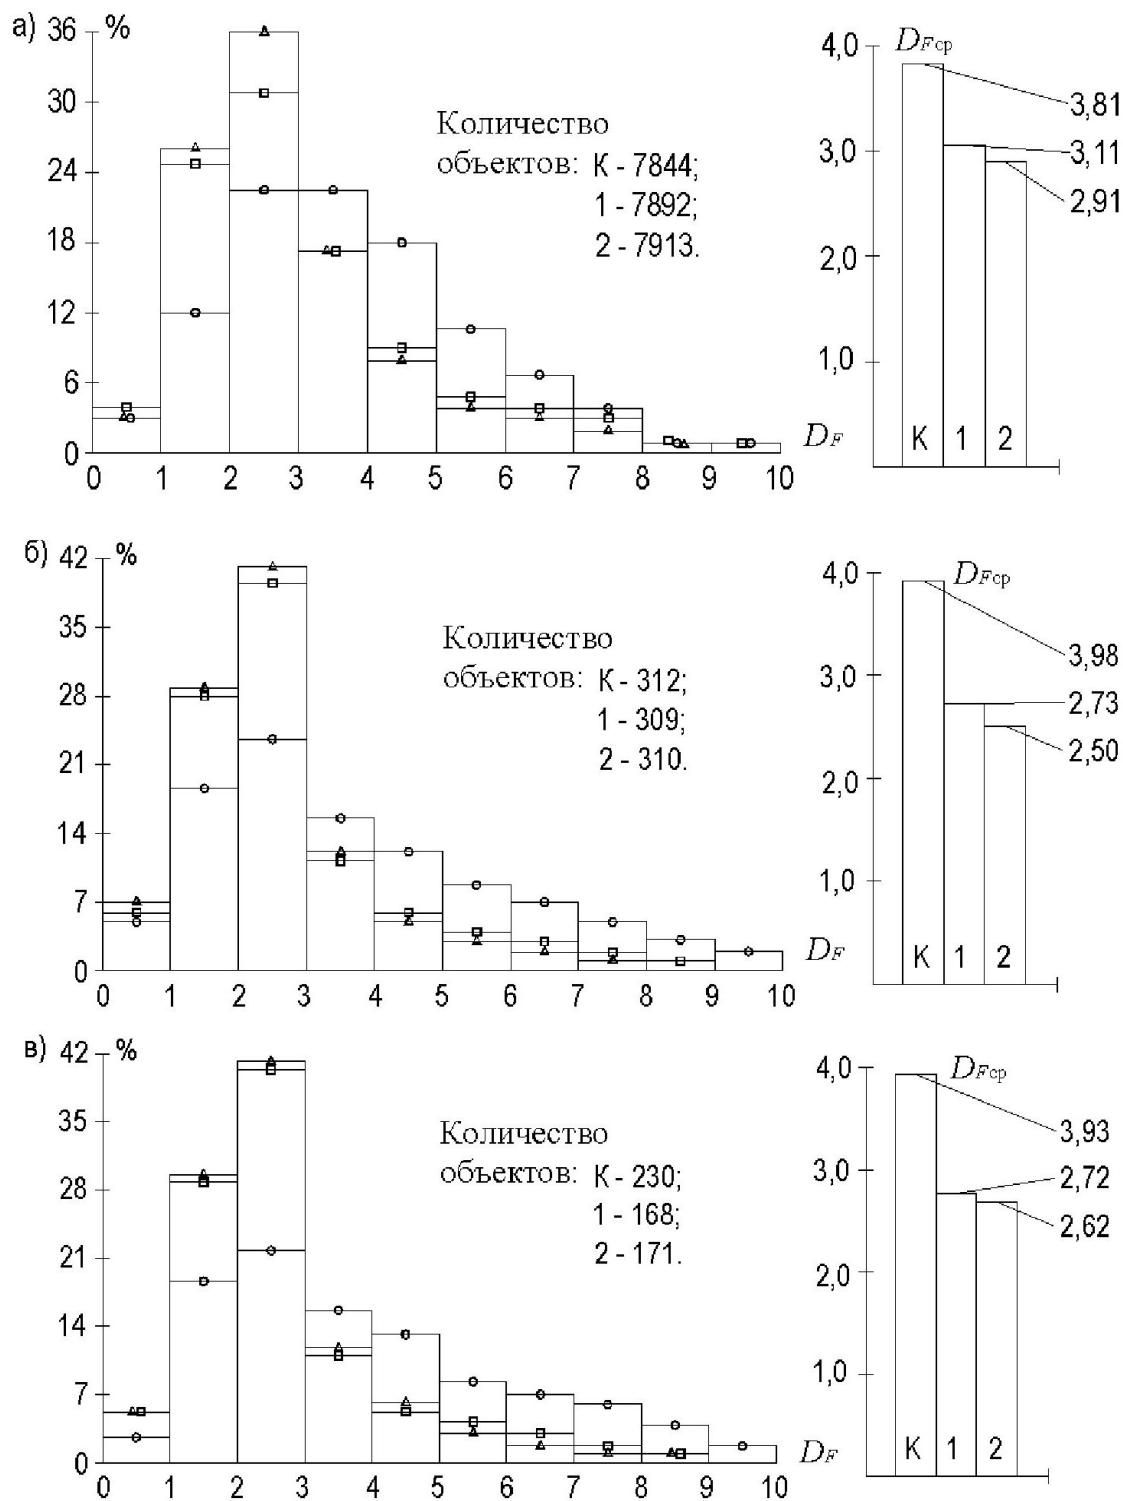 а) 36 %
30
24
18
12
6
0
0 1 2 3 4 5 6 7 8 9 10
Количество
объектов: К - 7844;
1 - 7892;
2 - 7913.
DF
4,0 DFср
3,0
2,0
1,0
3,81
3,11
2,91
К 1 2
б) 42 %
35
28
21
14
7
0
0 1 2 3 4 5 6 7 8 9 10
Количество
объектов: К - 312;
1 - 309;
2 - 310.
DF
4,0 DFср
3,0
2,0
1,0
3,98
2,73
2,50
К 1 2
в) 42 %
35
28
21
14
7
0
0 1 2 3 4 5 6 7 8 9 10
Количество
объектов: К - 230;
1 - 168;
2 - 171.
DF
4,0 DFср
3,0
2,0
1,0
3,93
2,72
2,62
К 1 2